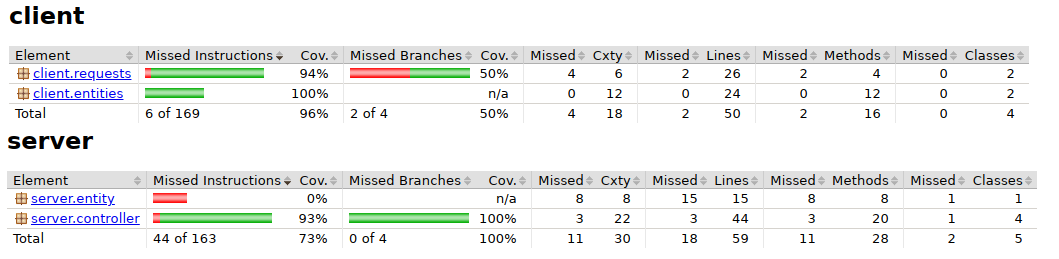 client
Element Missed Instructions Cov. Missed Branches Cov. Missed Cxty Missed Lines Missed Methods Missed Classes
client.requests 94% 50% 4 6 2 26 2 4 0 2
client.entities 100% n/a 0 12 0 24 0 12 0 2
Total 6 of 169 96% 2 of 4 50% 4 18 2 50 2 16 0 4
server
Element Missed Instructions Cov. Missed Branches Cov. Missed Cxty Missed Lines Missed Methods Missed Classes
server.entity 0% n/a 8 8 15 15 8 8 1 1
server.controller 93% 100% 3 22 3 44 3 20 1 4
Total 44 of 163 73% 0 of 4 100% 11 30 18 59 11 28 2 5